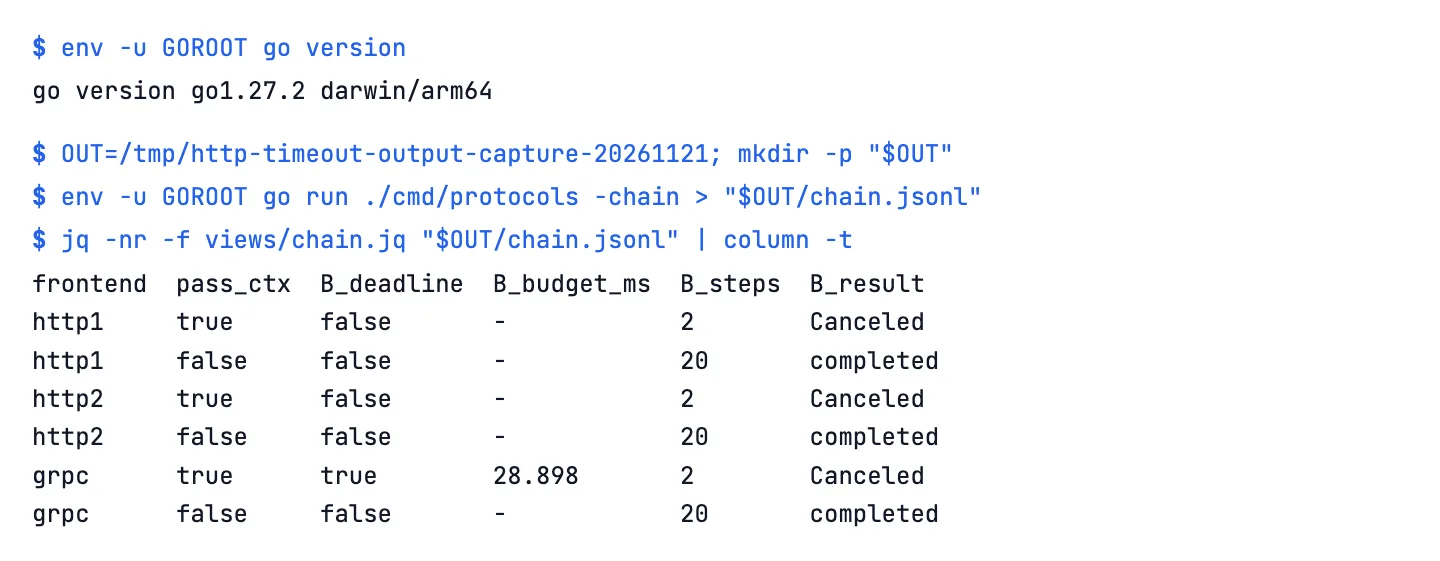 $ env -u GOROOT go version
go version go1.27.2 darwin/arm64
$ OUT=/tmp/http-timeout-output-capture-20261121; mkdir -p "$OUT"
$ env -u GOROOT go run ./cmd/protocols -chain > "$OUT/chain.jsonl"
$ jq -nr -f views/chain.jq "$OUT/chain.jsonl" | column -t
frontend  pass_ctx  B_deadline  B_budget_ms  B_steps  B_result
http1     true      false       -            2        Canceled
http1     false     false       -            20       completed
http2     true      false       -            2        Canceled
http2     false     false       -            20       completed
grpc      true      true        28.898       2        Canceled
grpc      false     false       -            20       completed